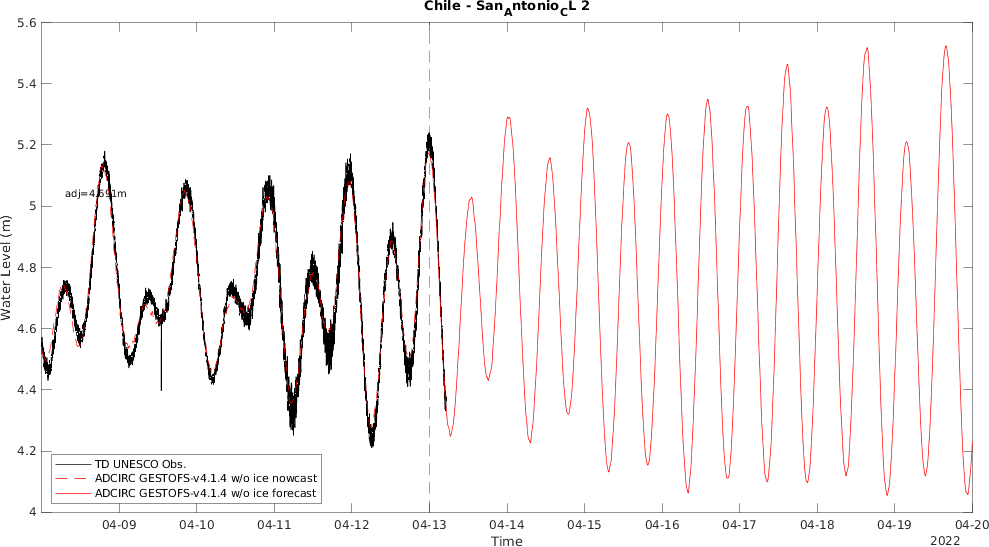 Chile - San_Antonio_CL 2
5.6
5.4
5.2
5
4.8
4.6
4.4
4.2
4
Water Level (m)
adj=4.691m
TD UNESCO Obs.
ADCIRC GESTOFS-v4.1.4 w/o ice nowcast
ADCIRC GESTOFS-v4.1.4 w/o ice forecast
04-09 04-10 04-11 04-12 04-13 04-14 04-15 04-16 04-17 04-18 04-19 04-20
Time
2022